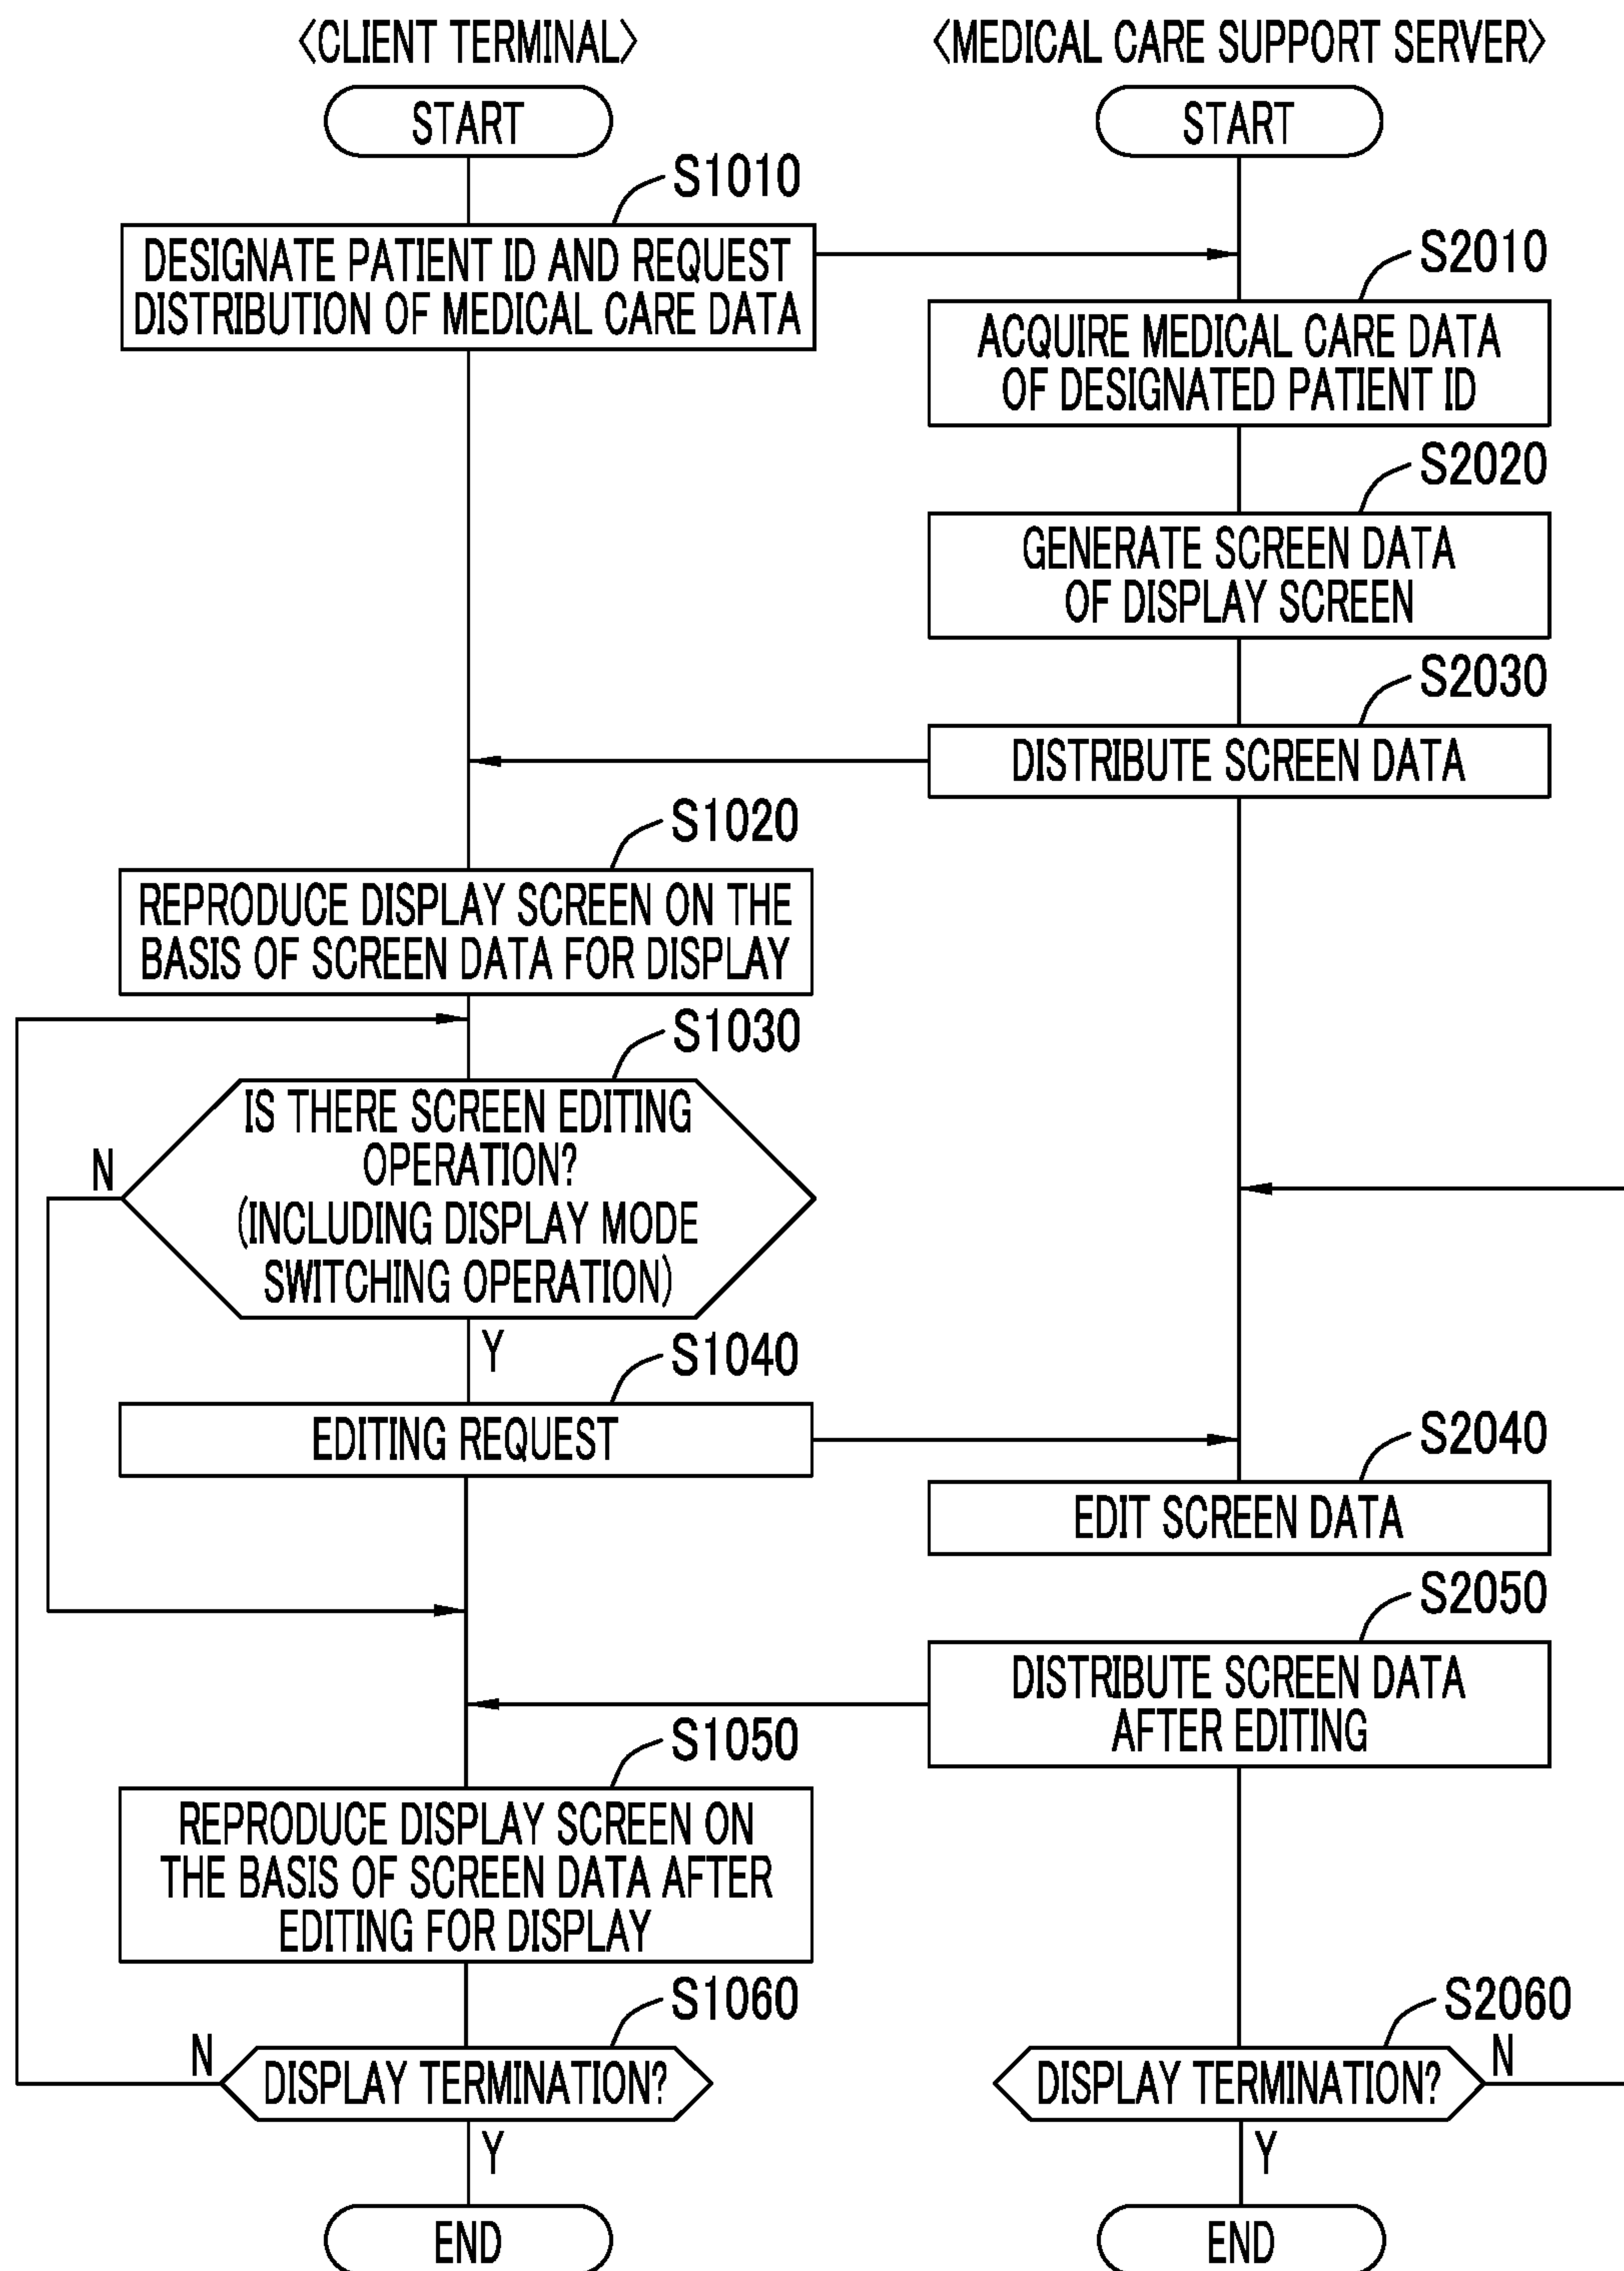 〈CLIENT TERMINAL〉
START
S1010
DESIGNATE PATIENT ID AND REQUEST
DISTRIBUTION OF MEDICAL CARE DATA
S1020
REPRODUCE DISPLAY SCREEN ON THE
BASIS OF SCREEN DATA FOR DISPLAY
S1030
IS THERE SCREEN EDITING
OPERATION?
(INCLUDING DISPLAY MODE
SWITCHING OPERATION)
N
Y
S1040
EDITING REQUEST
S1050
REPRODUCE DISPLAY SCREEN ON
THE BASIS OF SCREEN DATA AFTER
EDITING FOR DISPLAY
S1060
DISPLAY TERMINATION?
N
Y
END
〈MEDICAL CARE SUPPORT SERVER〉
START
S2010
ACQUIRE MEDICAL CARE DATA
OF DESIGNATED PATIENT ID
S2020
GENERATE SCREEN DATA
OF DISPLAY SCREEN
S2030
DISTRIBUTE SCREEN DATA
S2040
EDIT SCREEN DATA
S2050
DISTRIBUTE SCREEN DATA
AFTER EDITING
S2060
DISPLAY TERMINATION?
N
Y
END